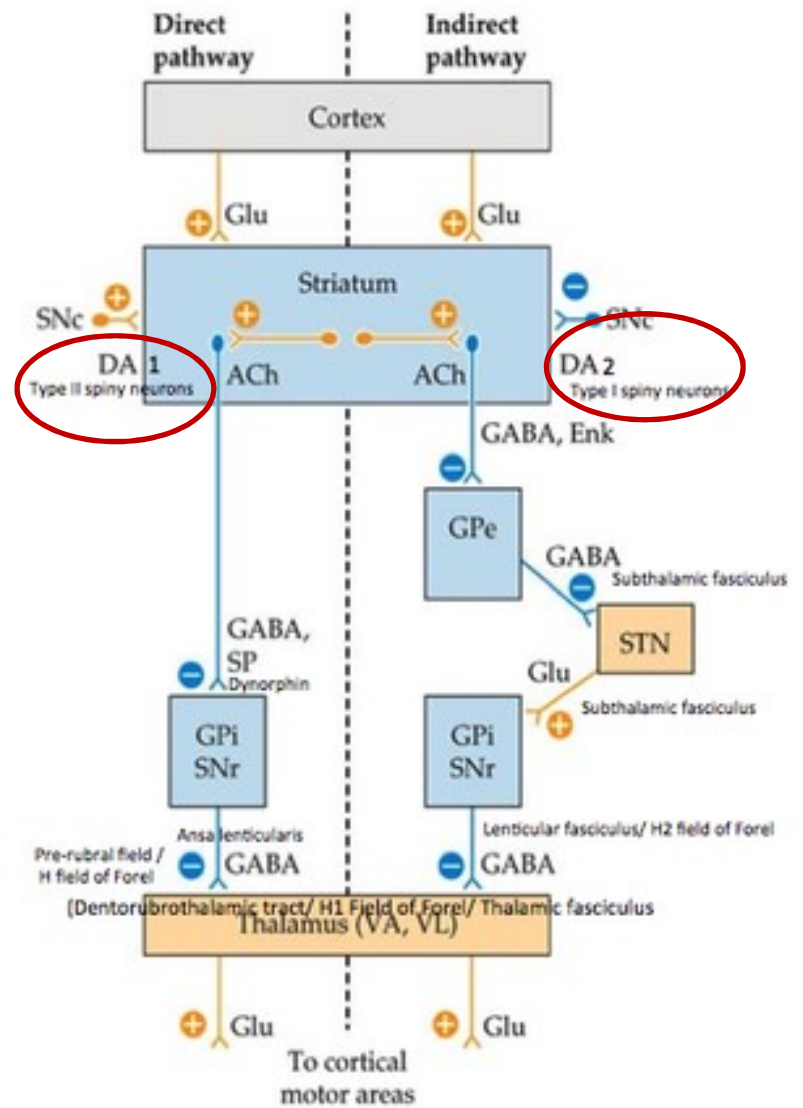 Direct
pathway
Indirect
pathway
Cortex
+ Glu
+ Glu
Striatum
SNc +
− SNc
+
+
DA 1
Type II spiny neurons
ACh
ACh
DA 2
Type I spiny neurons
GABA, Enk
−
GPe
GABA
−
Subthalamic fasciculus
STN
GABA,
SP
− Dynorphin
Glu
+
Subthalamic fasciculus
GPi
SNr
GPi
SNr
Ansa lenticularis
Lenticular fasciculus/ H2 field of Forel
Pre-rubral field /
H field of Forel
− GABA
− GABA
(Dentorubrothalamic tract/ H1 Field of Forel/ Thalamic fasciculus
Thalamus (VA, VL)
+ Glu
+ Glu
To cortical
motor areas